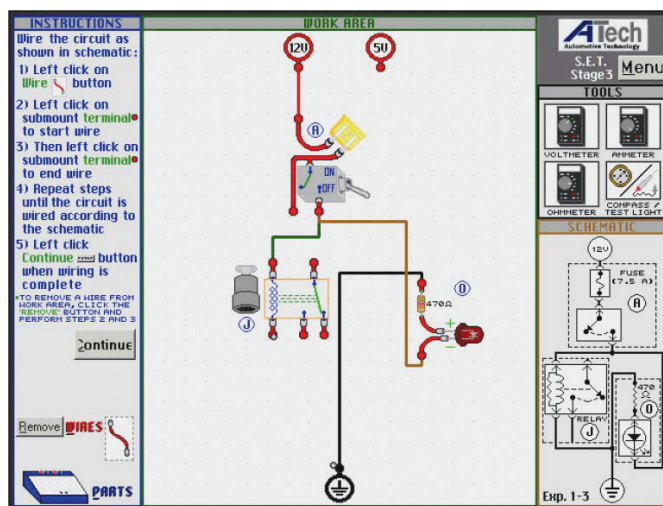 INSTRUCTIONS
Wire the circuit as
shown in schematic:
1) Left click on
Wire button
2) Left click on
submount terminal
to start wire
3) Then left click on
submount terminal
to end wire
4) Repeat steps
until the circuit is
wired according to
the schematic
5) Left click
Continue button
when wiring is
complete
*TO REMOVE A WIRE FROM
WORK AREA, CLICK THE
'REMOVE' BUTTON AND
PERFORM STEPS 2 AND 3
Continue
Remove WIRES
PARTS
WORK AREA
12V 5V
A
ON
OFF
J
O
470Ω
+
−
ATech
Automotive Technology
S.E.T.
Stage3 Menu
TOOLS
VOLTMETER AMMETER
OHMMETER COMPASS /
TEST LIGHT
SCHEMATIC
12V
FUSE
(7.5 A)
A
470
Ω
O
RELAY
J
Exp. 1-3